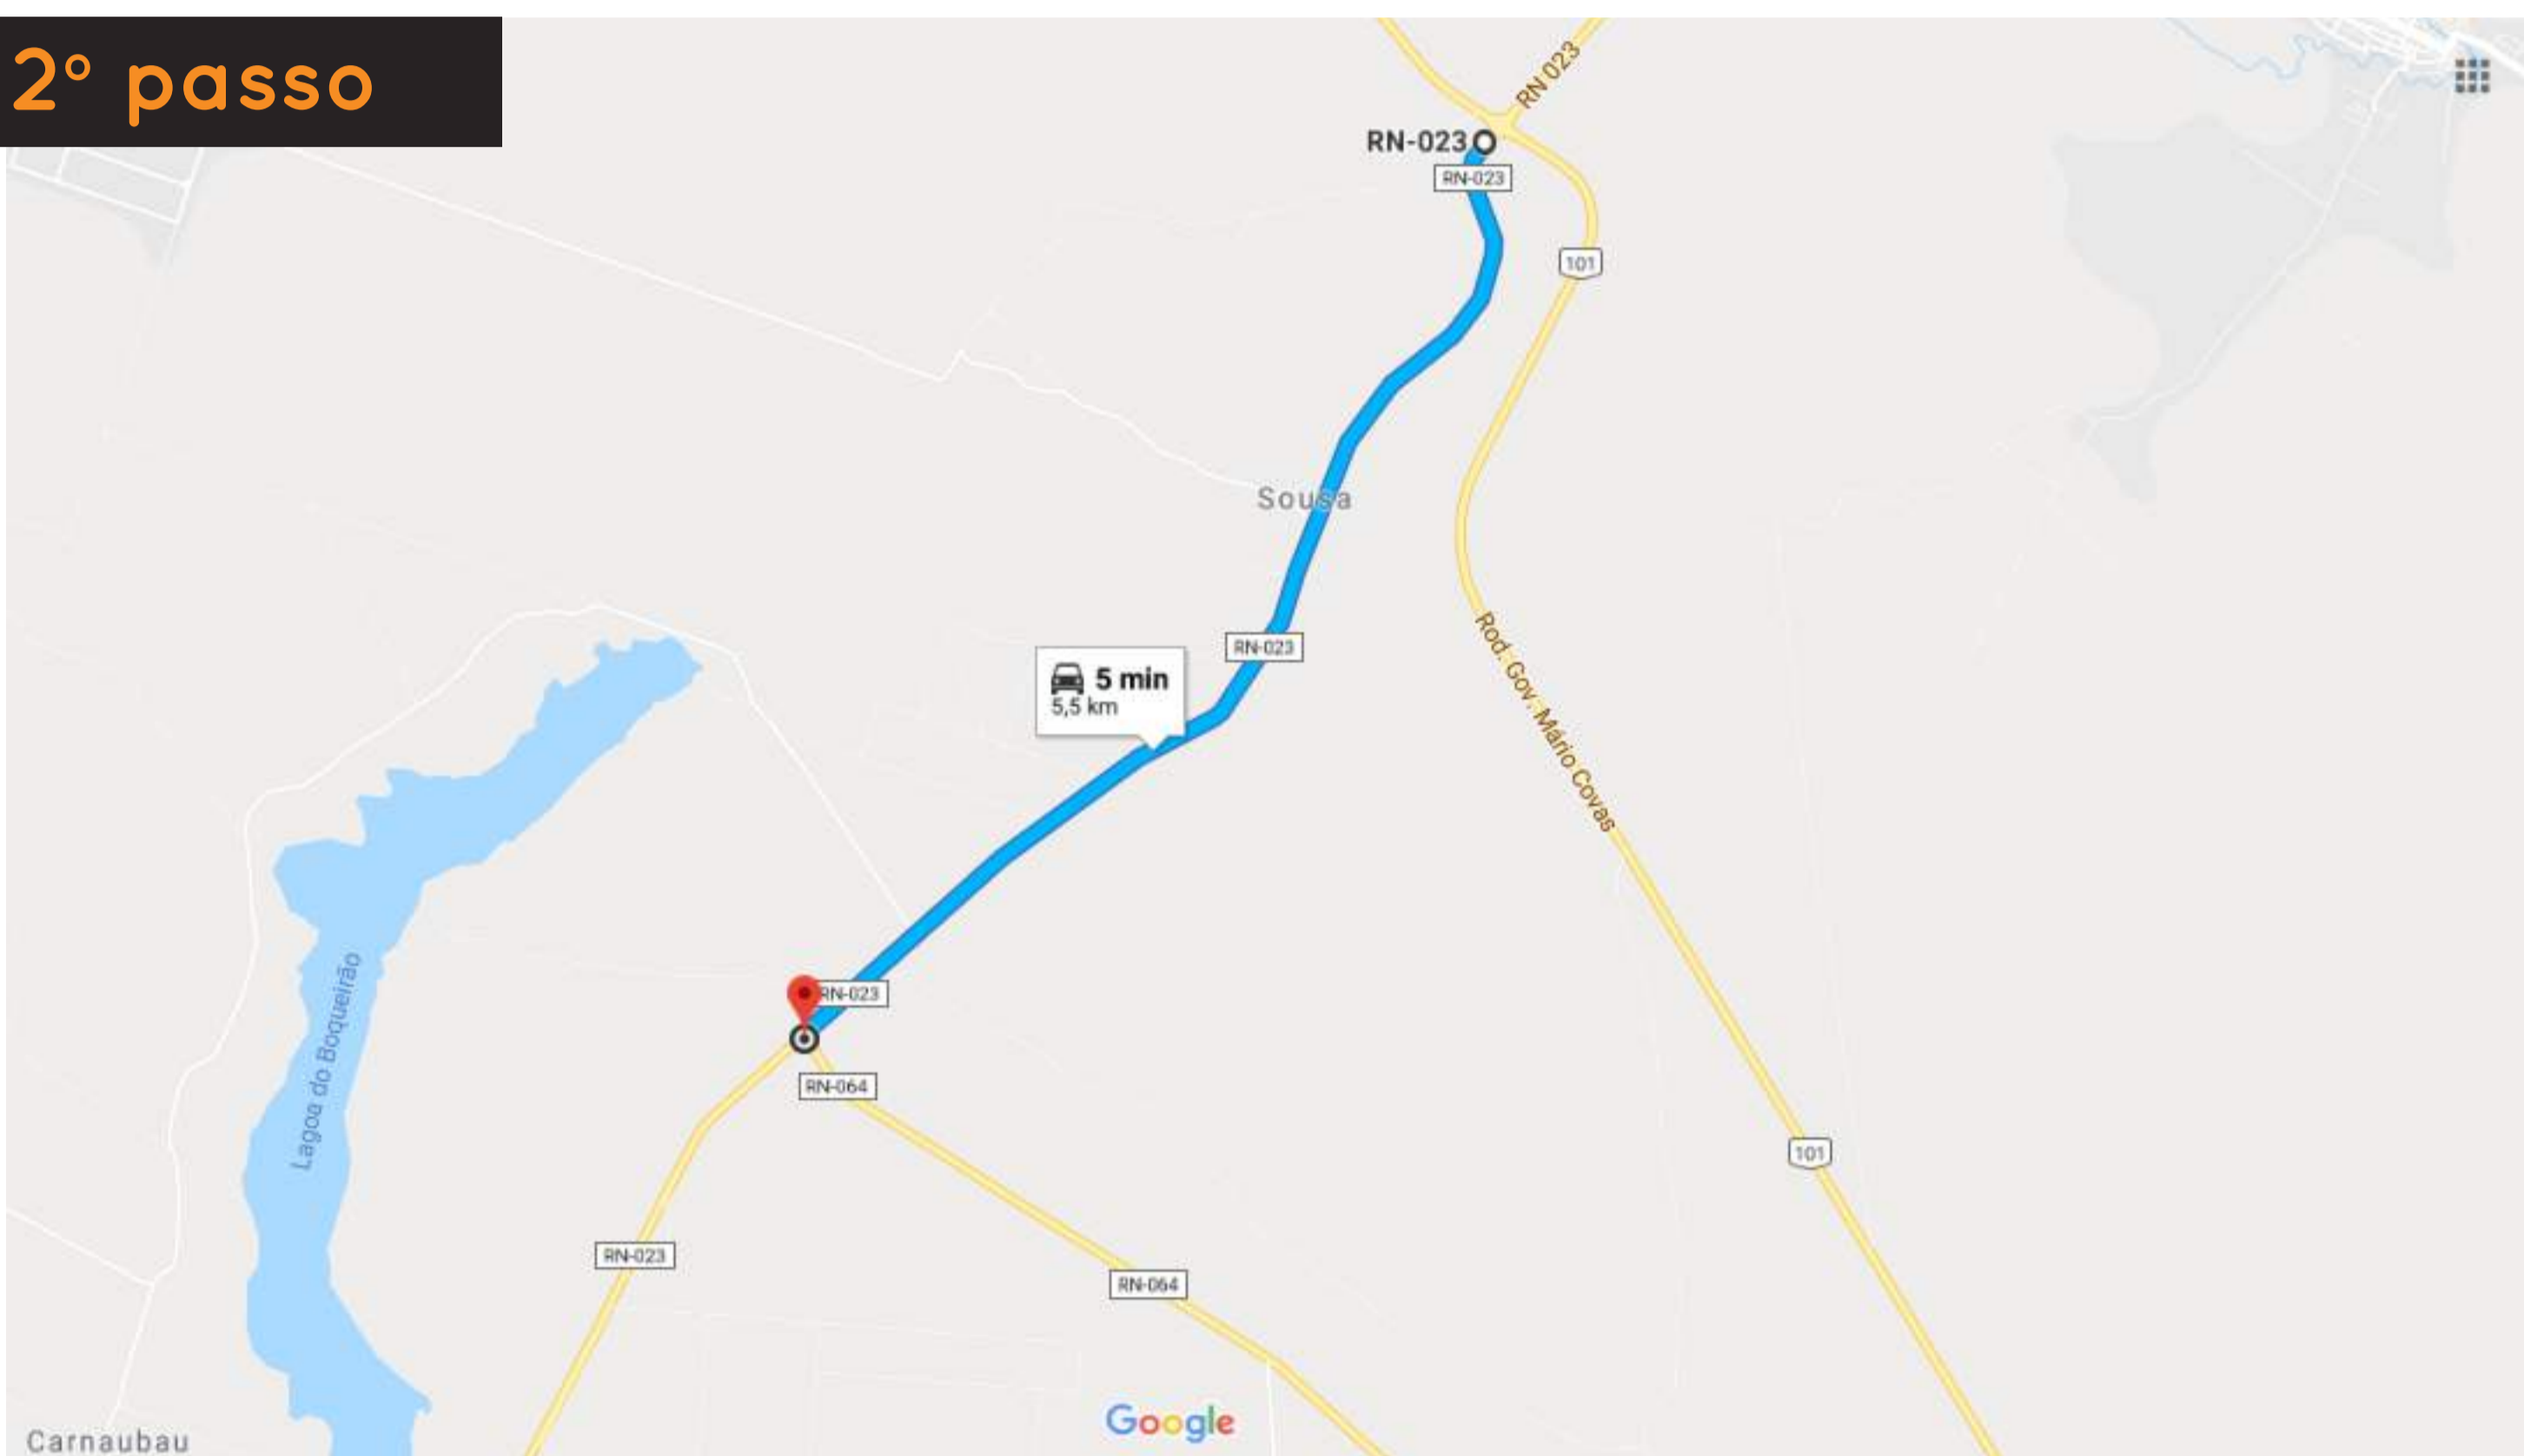 2º passo
RN 023
RN-023
RN-023
101
Sousa
RN-023
Rod. Gov. Mário Covas
5 min
5,5 km
RN-023
Lagoa do Boqueirão
RN-064
101
RN-023
RN-064
Google
Carnaubau